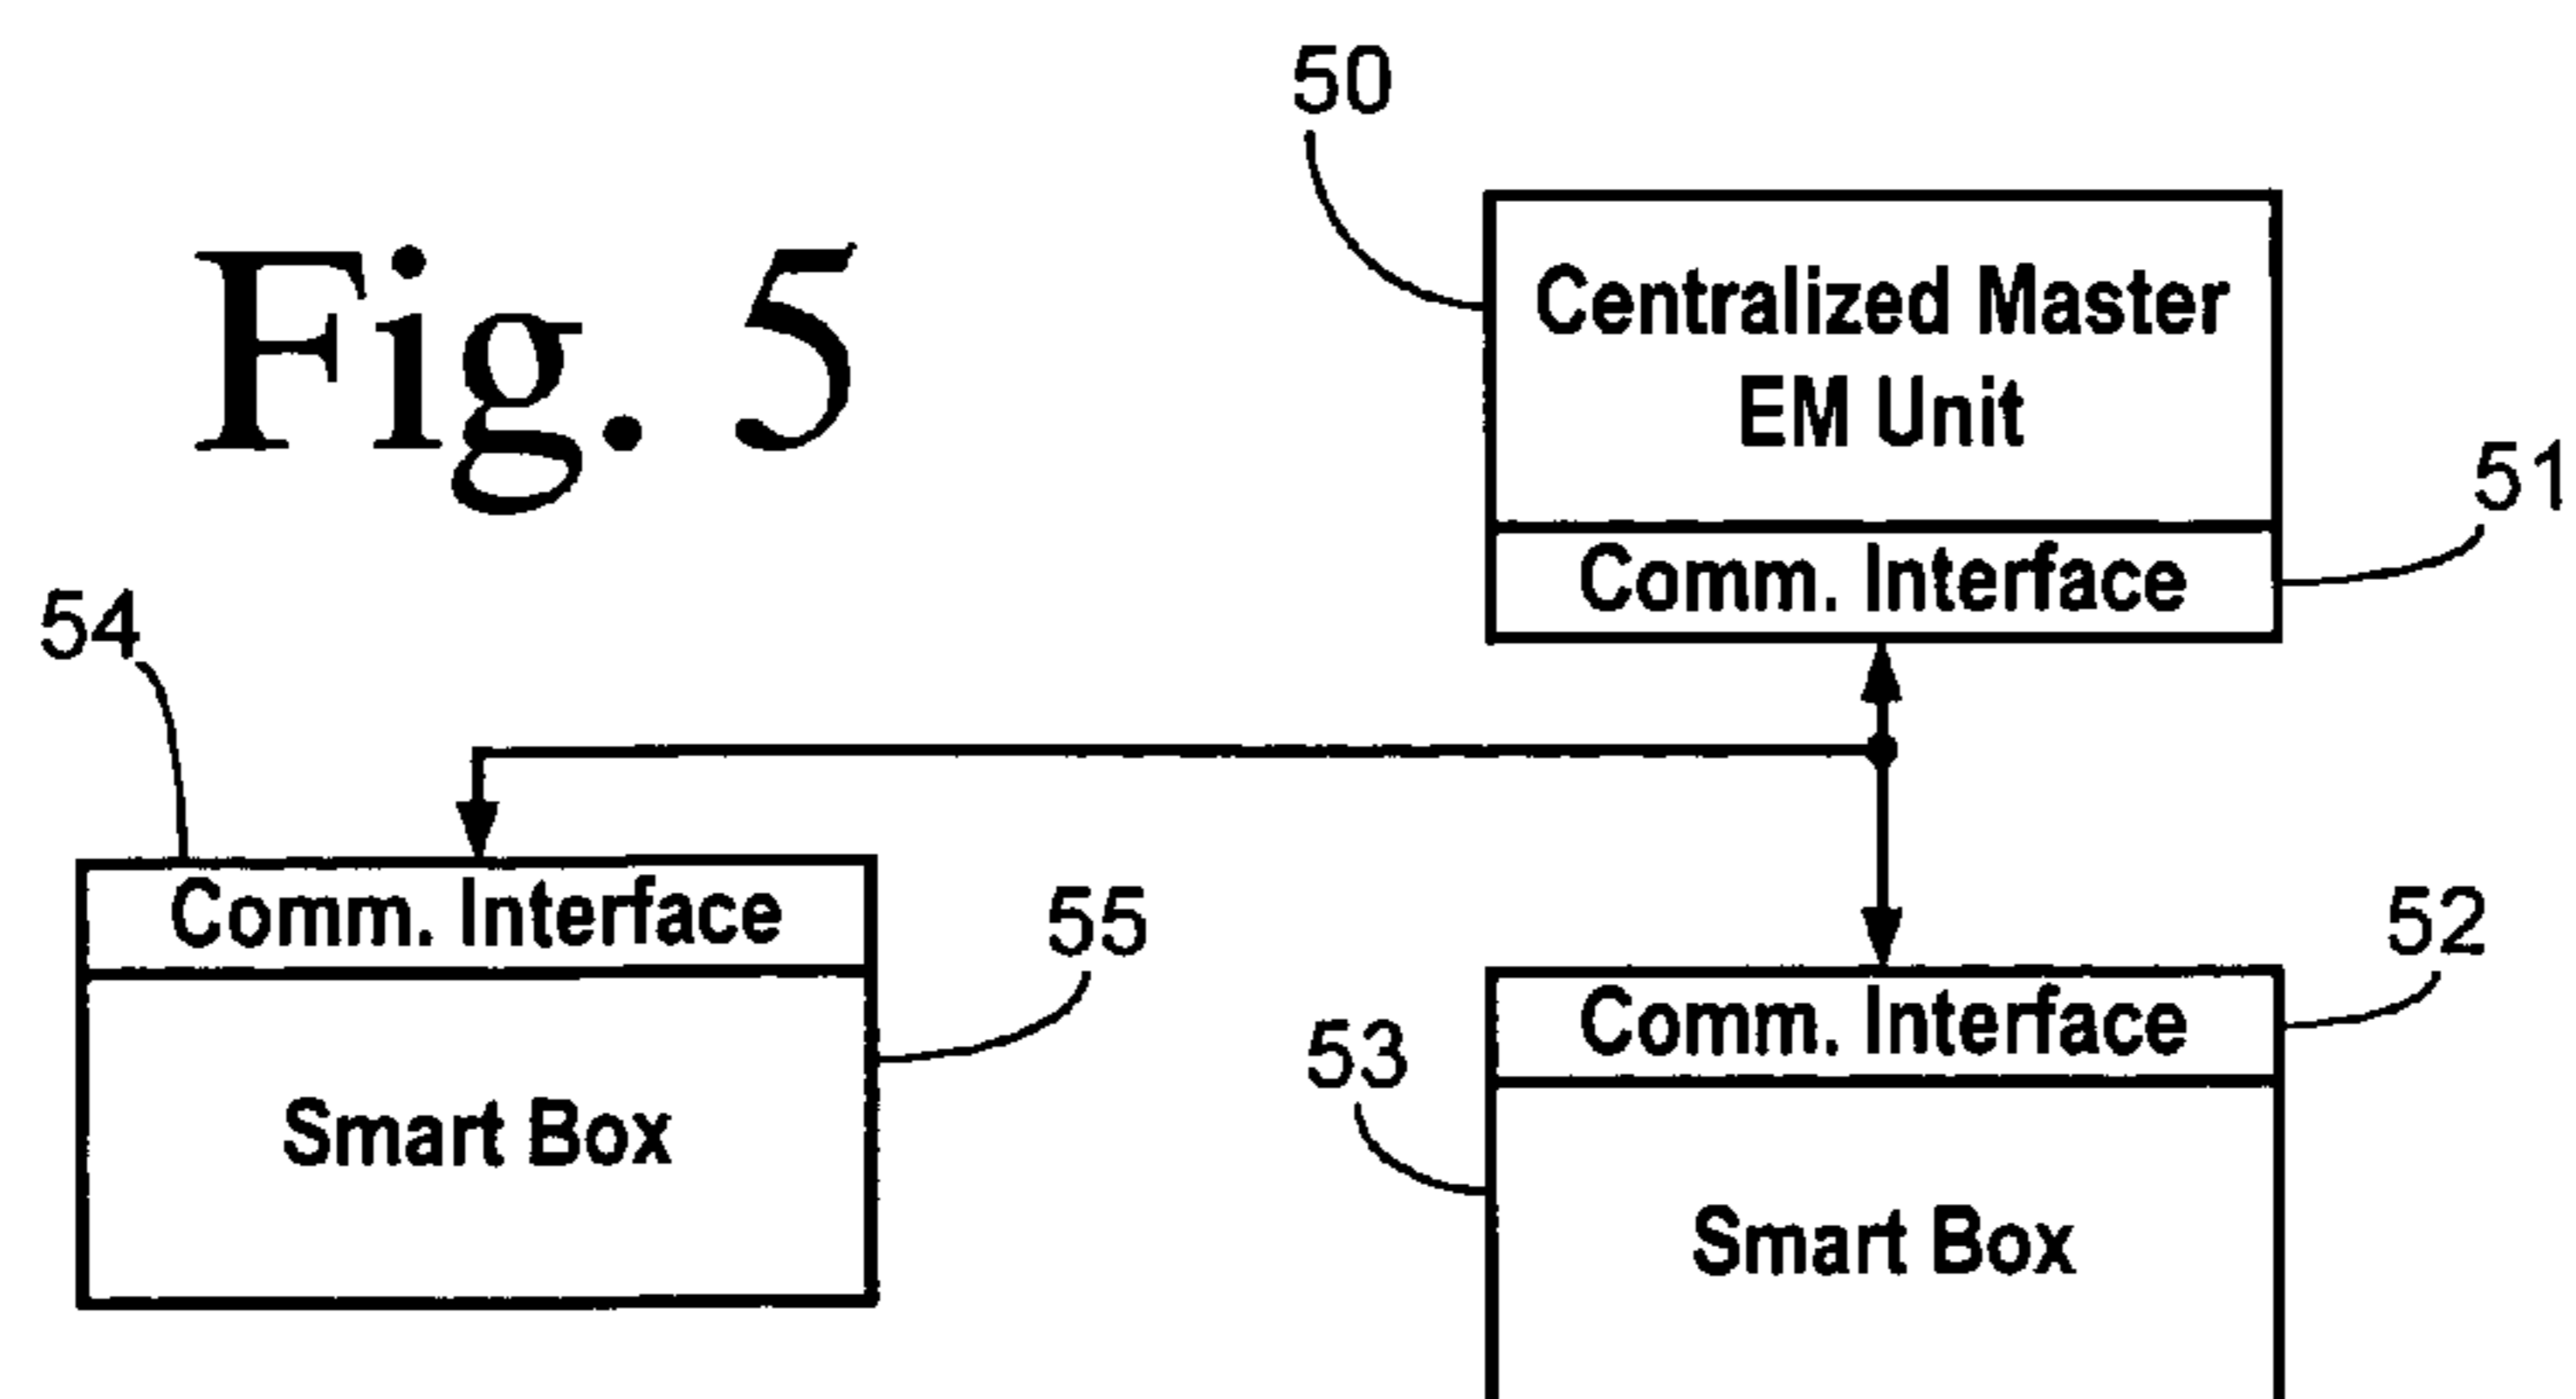 50
Fig. 5
Centralized Master
EM Unit
51
Comm. Interface
54
Comm. Interface
55
52
Comm. Interface
53
Smart Box
Smart Box